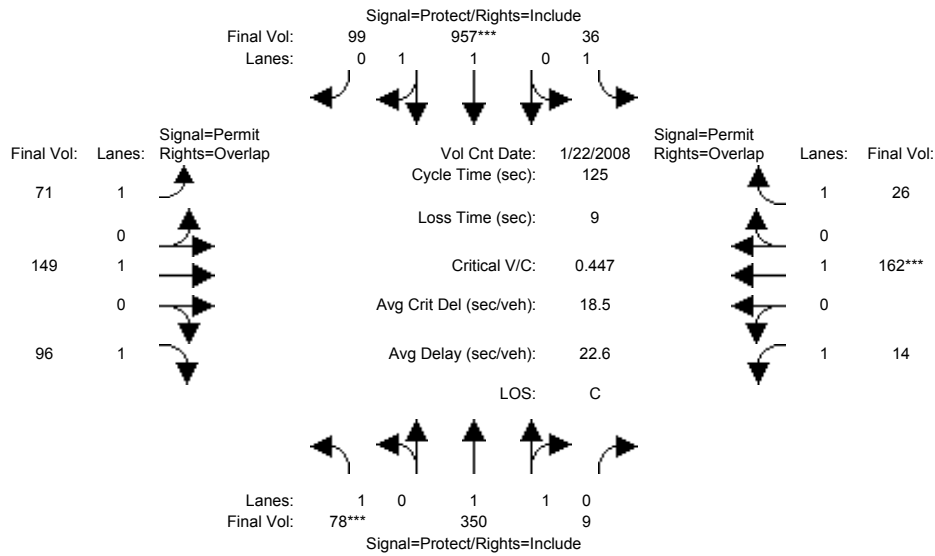 Signal=Protect/Rights=Include
Final Vol: 99 957*** 36
Lanes: 0 1 1 0 1
Signal=Permit Signal=Permit
Final Vol: Lanes: Rights=Overlap Vol Cnt Date: 1/22/2008 Rights=Overlap Lanes: Final Vol:
Cycle Time (sec): 125
71 1 1 26
Loss Time (sec): 9
0 0
149 1 Critical V/C: 0.447 1 162***
0 Avg Crit Del (sec/veh): 18.5 0
96 1 Avg Delay (sec/veh): 22.6 1 14
LOS: C
Lanes: 1 0 1 1 0
Final Vol: 78*** 350 9
Signal=Protect/Rights=Include